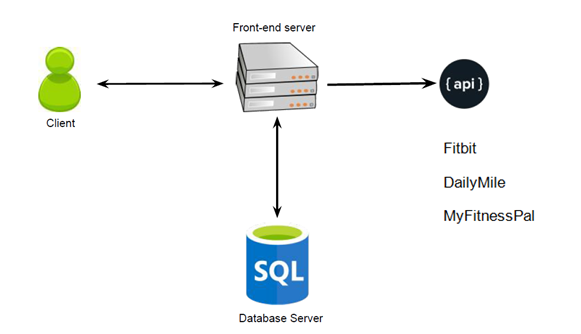 Front-end server
{ api }
Client
Fitbit
DailyMile
MyFitnessPal
SQL
Database Server